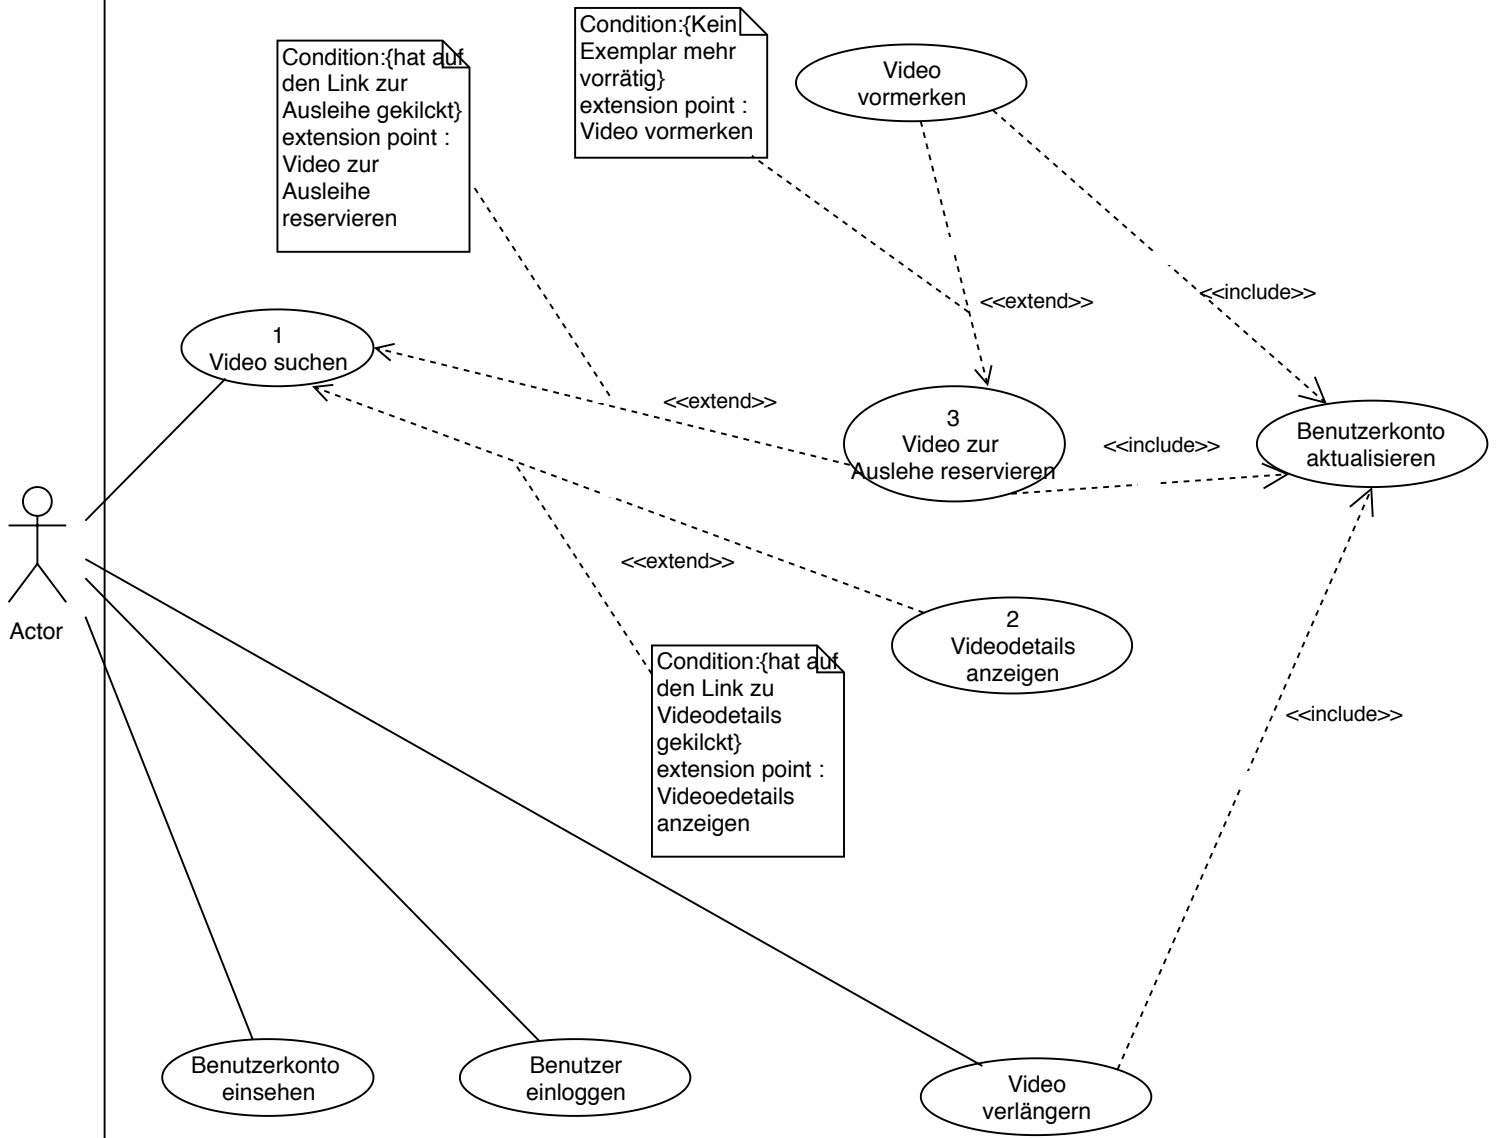 Condition:{Kein
Exemplar mehr
vorrätig}
extension point :
Video vormerken
Video
vormerken
Condition:{hat auf
den Link zur
Ausleihe gekilckt}
extension point :
Video zur
Ausleihe
reservieren
<<extend>>
<<include>>
1
Video suchen
<<extend>>
3
Video zur
Auslehe reservieren
<<include>>
Benutzerkonto
aktualisieren
<<extend>>
2
Videodetails
anzeigen
Actor
Condition:{hat auf
den Link zu
Videodetails
gekilckt}
extension point :
Videoedetails
anzeigen
<<include>>
Benutzerkonto
einsehen
Benutzer
einloggen
Video
verlängern